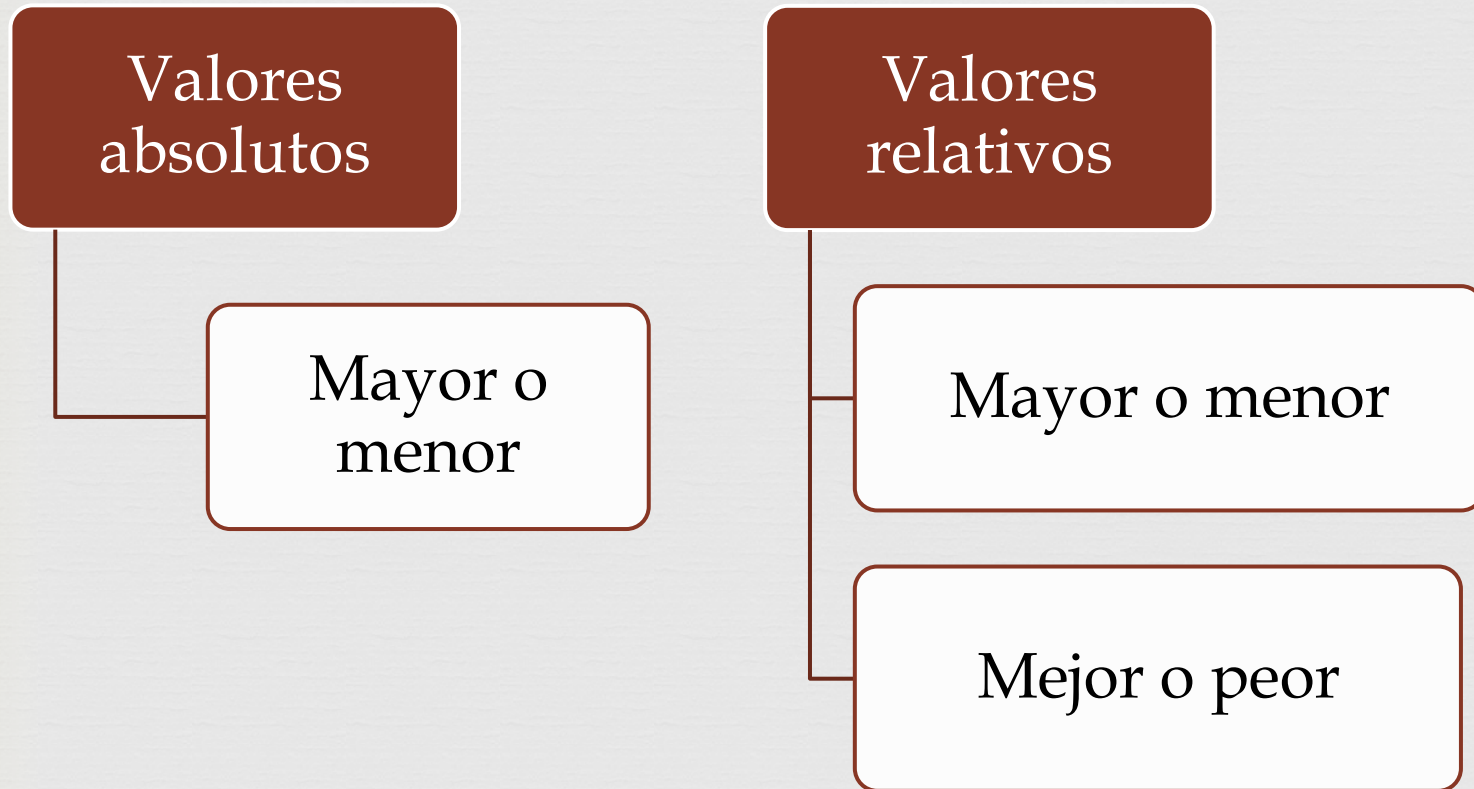 Valores
absolutos
Mayor o
menor
Valores
relativos
Mayor o menor
Mejor o peor